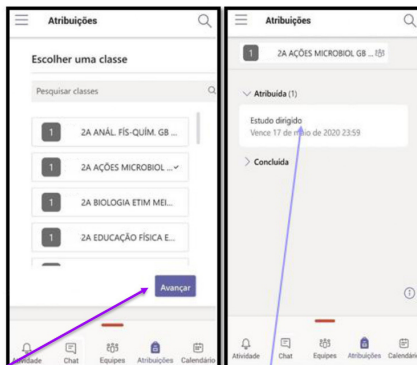 Atribuições
Escolher uma classe
Pesquisar classes
1 2A ANÁL. FÍS-QUÍM. GB ...
1 2A AÇÕES MICROBIOL ...
1 2A BIOLOGIA ETIM MEI...
1 2A EDUCAÇÃO FÍSICA E...
Avançar
Atividade Chat Equipes Atribuições Calendário
Atribuições
1 2A AÇÕES MICROBIOL GB ...
Atribuída (1)
Estudo dirigido
Vence 17 de maio de 2020 23:59
Concluída
Atividade Chat Equipes Atribuições Calendário